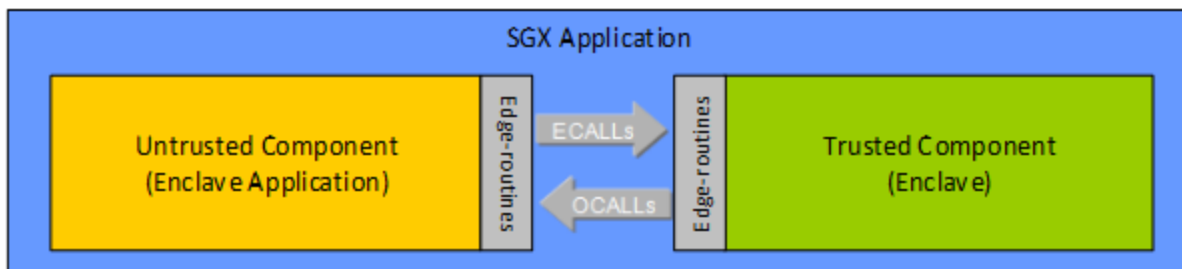 SGX Application
Untrusted Component
(Enclave Application)
Edge-routines
ECALLs
OCALLs
Edge-routines
Trusted Component
(Enclave)